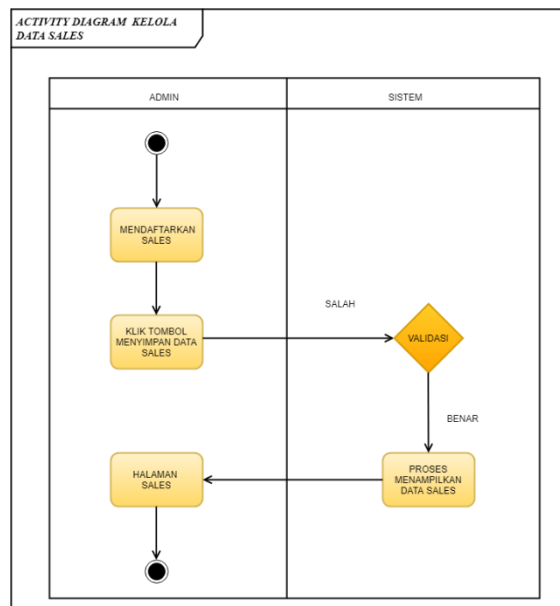 ACTIVITY DIAGRAM KELOLA
DATA SALES
ADMIN
SISTEM
MENDAFTARKAN
SALES
KLIK TOMBOL
MENYIMPAN DATA
SALES
SALAH
VALIDASI
BENAR
PROSES
MENAMPILKAN
DATA SALES
HALAMAN
SALES